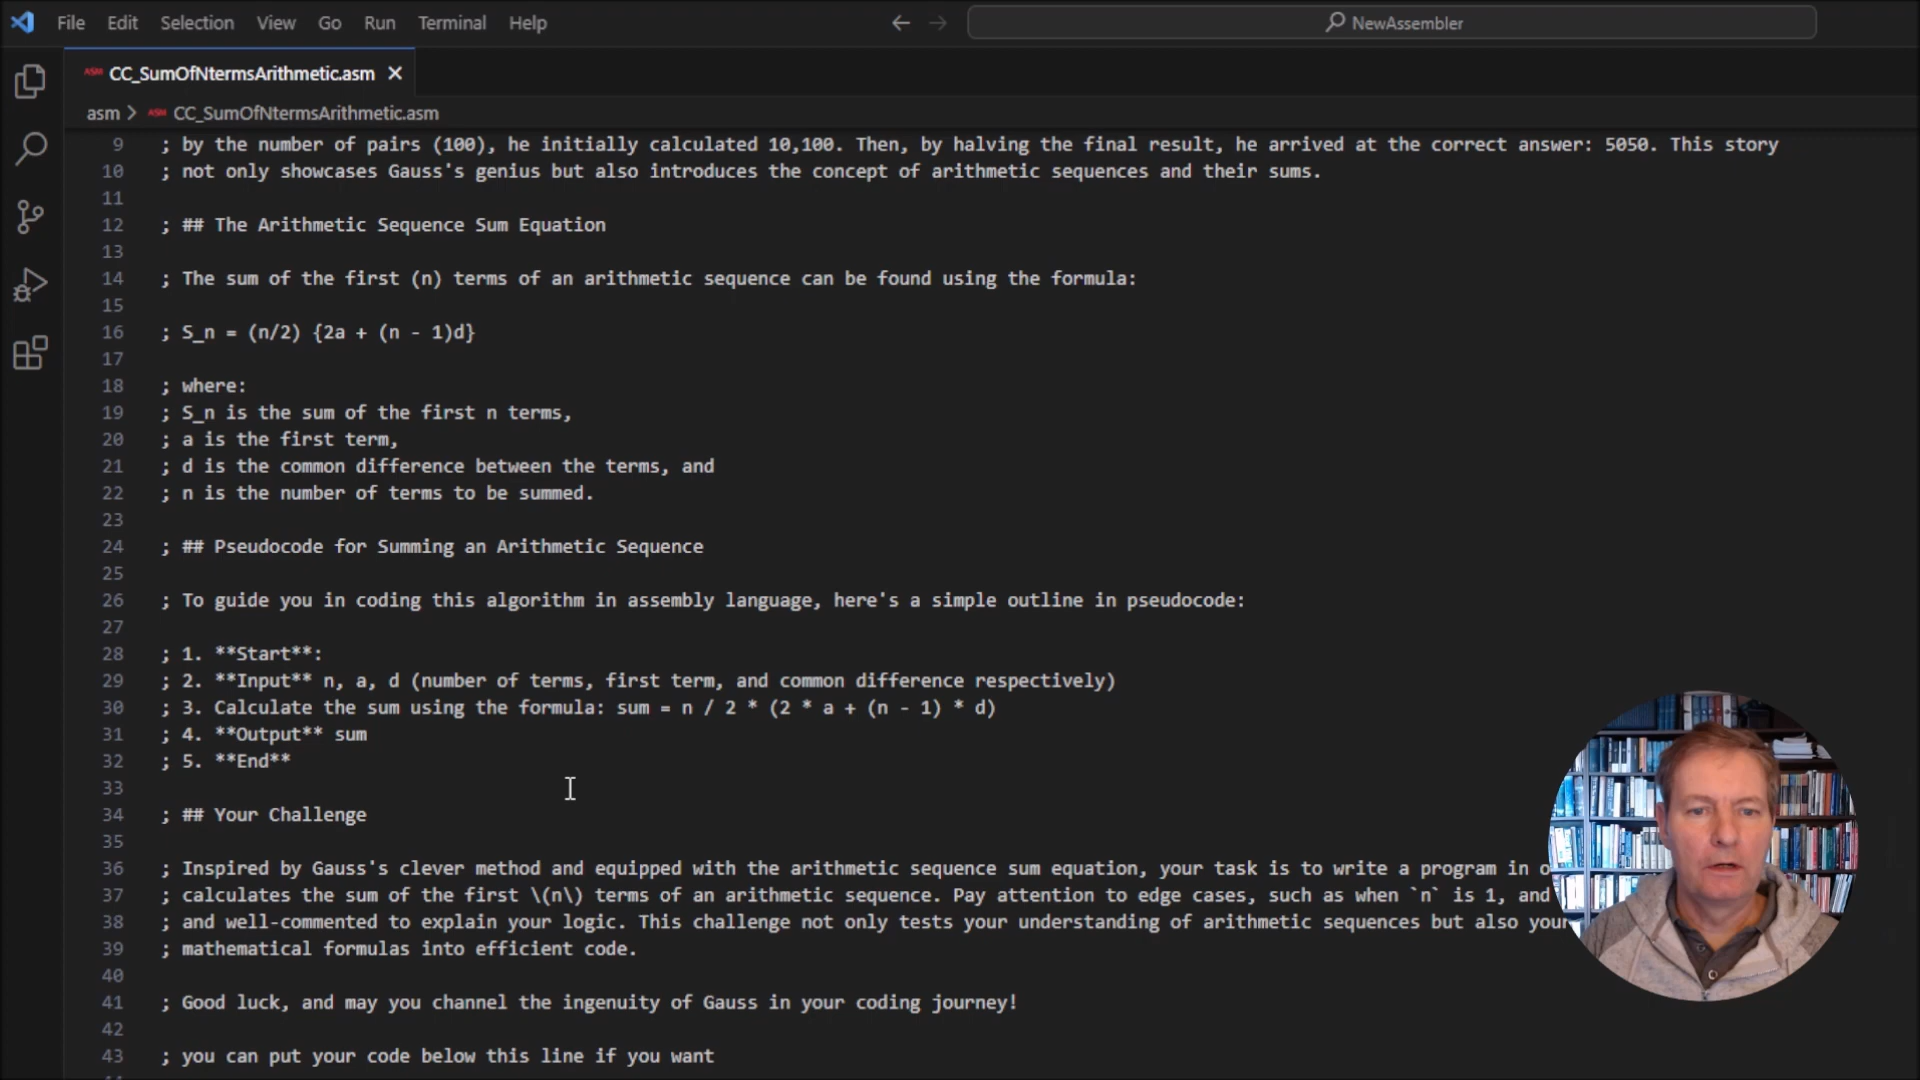 File Edit Selection View Go Run Terminal Help
NewAssembler
ASM CC_SumOfNtermsArithmetic.asm
asm > ASM CC_SumOfNtermsArithmetic.asm
9 ; by the number of pairs (100), he initially calculated 10,100. Then, by halving the final result, he arrived at the correct answer: 5050. This story
10 ; not only showcases Gauss's genius but also introduces the concept of arithmetic sequences and their sums.
11
12 ; ## The Arithmetic Sequence Sum Equation
13
14 ; The sum of the first (n) terms of an arithmetic sequence can be found using the formula:
15
16 ; S_n = (n/2) {2a + (n - 1)d}
17
18 ; where:
19 ; S_n is the sum of the first n terms,
20 ; a is the first term,
21 ; d is the common difference between the terms, and
22 ; n is the number of terms to be summed.
23
24 ; ## Pseudocode for Summing an Arithmetic Sequence
25
26 ; To guide you in coding this algorithm in assembly language, here's a simple outline in pseudocode:
27
28 ; 1. **Start**:
29 ; 2. **Input** n, a, d (number of terms, first term, and common difference respectively)
30 ; 3. Calculate the sum using the formula: sum = n / 2 * (2 * a + (n - 1) * d)
31 ; 4. **Output** sum
32 ; 5. **End**
33
34 ; ## Your Challenge
35
36 ; Inspired by Gauss's clever method and equipped with the arithmetic sequence sum equation, your task is to write a program in
37 ; calculates the sum of the first \(n\) terms of an arithmetic sequence. Pay attention to edge cases, such as when `n` is 1, and
38 ; and well-commented to explain your logic. This challenge not only tests your understanding of arithmetic sequences but also your
39 ; mathematical formulas into efficient code.
40
41 ; Good luck, and may you channel the ingenuity of Gauss in your coding journey!
42
43 ; you can put your code below this line if you want